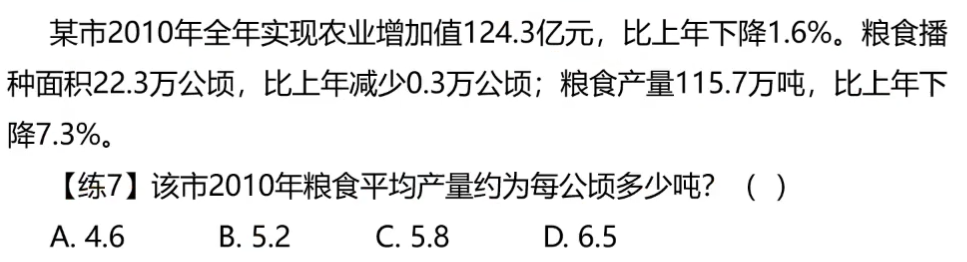 某市2010年全年实现农业增加值124.3亿元，比上年下降1.6%。粮食播
种面积22.3万公顷，比上年减少0.3万公顷；粮食产量115.7万吨，比上年下
降7.3%。
【练7】该市2010年粮食平均产量约为每公顷多少吨？（ ）
A. 4.6 B. 5.2 C. 5.8 D. 6.5